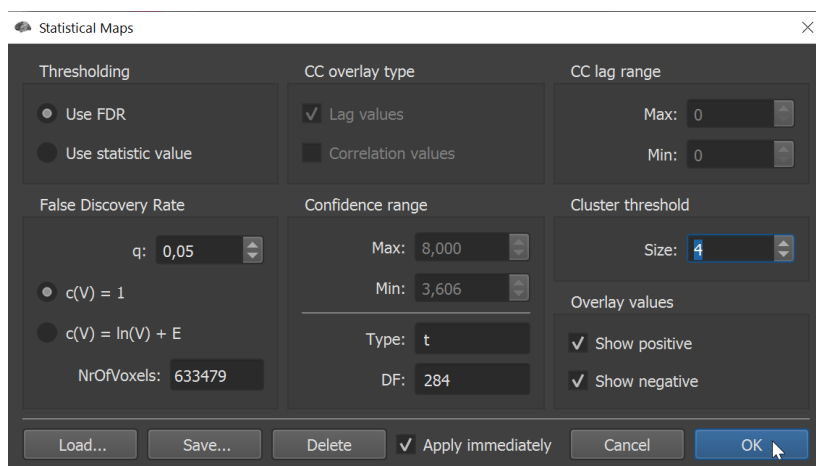 Statistical Maps
Thresholding
Use FDR
Use statistic value
CC overlay type
Lag values
Correlation values
CC lag range
Max: 0
Min: 0
False Discovery Rate
q: 0,05
c(V) = 1
c(V) = ln(V) + E
NrOfVoxels: 633479
Confidence range
Max: 8,000
Min: 3,606
Type: t
DF: 284
Cluster threshold
Size: 4
Overlay values
Show positive
Show negative
Load... Save... Delete Apply immediately Cancel OK